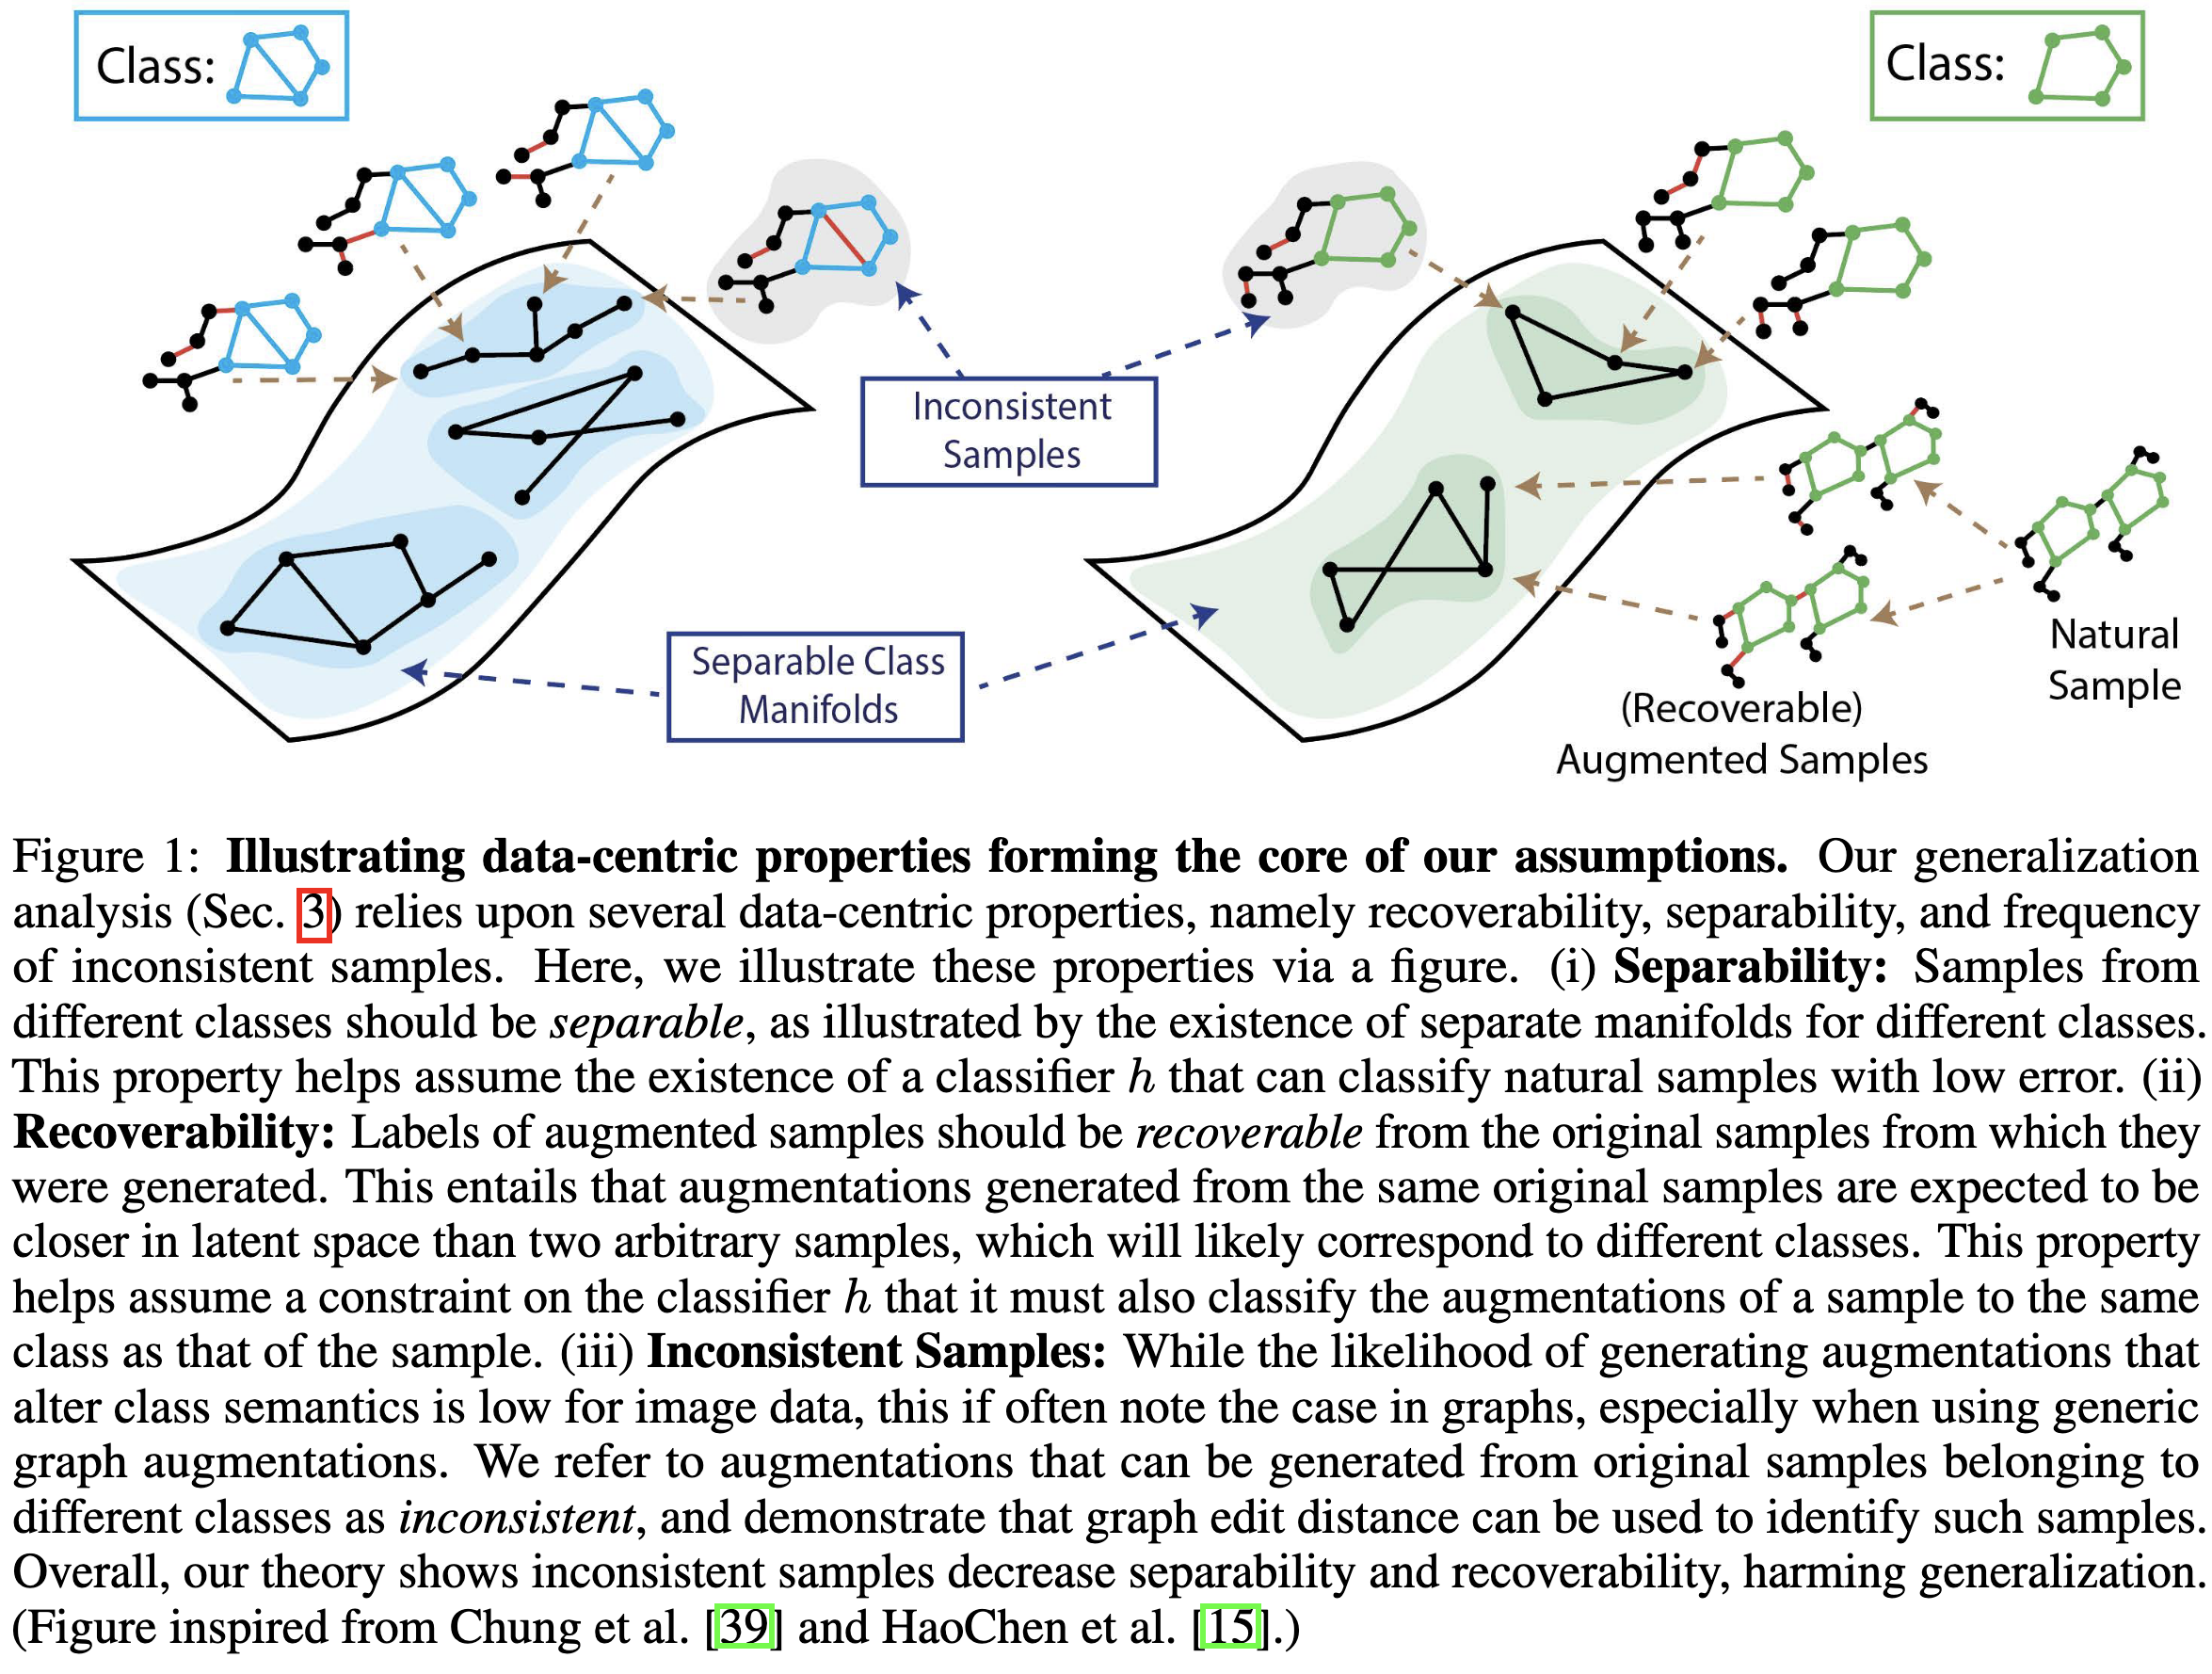 Class:
Class:
Inconsistent
Samples
Separable Class
Manifolds
Natural
Sample
(Recoverable)
Augmented Samples
Figure 1: Illustrating data-centric properties forming the core of our assumptions. Our generalization
analysis (Sec. 3) relies upon several data-centric properties, namely recoverability, separability, and frequency
of inconsistent samples. Here, we illustrate these properties via a figure. (i) Separability: Samples from
different classes should be separable, as illustrated by the existence of separate manifolds for different classes.
This property helps assume the existence of a classifier h that can classify natural samples with low error. (ii)
Recoverability: Labels of augmented samples should be recoverable from the original samples from which they
were generated. This entails that augmentations generated from the same original samples are expected to be
closer in latent space than two arbitrary samples, which will likely correspond to different classes. This property
helps assume a constraint on the classifier h that it must also classify the augmentations of a sample to the same
class as that of the sample. (iii) Inconsistent Samples: While the likelihood of generating augmentations that
alter class semantics is low for image data, this if often note the case in graphs, especially when using generic
graph augmentations. We refer to augmentations that can be generated from original samples belonging to
different classes as inconsistent, and demonstrate that graph edit distance can be used to identify such samples.
Overall, our theory shows inconsistent samples decrease separability and recoverability, harming generalization.
(Figure inspired from Chung et al. [39] and HaoChen et al. [15].)